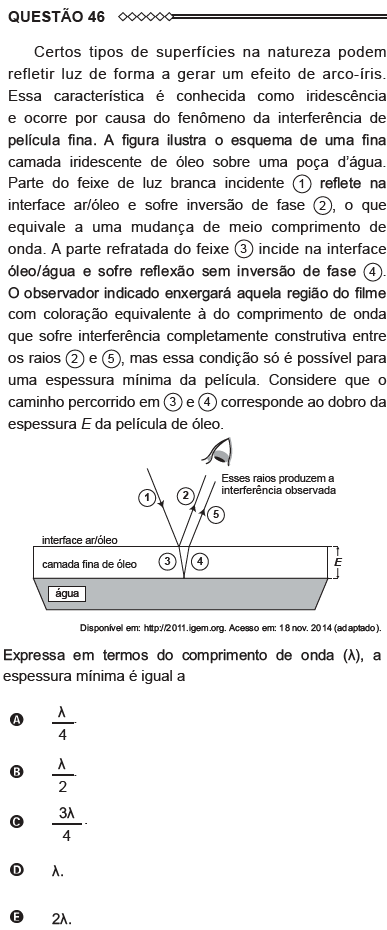 QUESTÃO 46
Certos tipos de superfícies na natureza podem
refletir luz de forma a gerar um efeito de arco-íris.
Essa característica é conhecida como iridescência
e ocorre por causa do fenômeno da interferência de
película fina. A figura ilustra o esquema de uma fina
camada iridescente de óleo sobre uma poça d'água.
Parte do feixe de luz branca incidente ① reflete na
interface ar/óleo e sofre inversão de fase ②, o que
equivale a uma mudança de meio comprimento de
onda. A parte refratada do feixe ③ incide na interface
óleo/água e sofre reflexão sem inversão de fase ④.
O observador indicado enxergará aquela região do filme
com coloração equivalente à do comprimento de onda
que sofre interferência completamente construtiva entre
os raios ② e ⑤, mas essa condição só é possível para
uma espessura mínima da película. Considere que o
caminho percorrido em ③ e ④ corresponde ao dobro da
espessura E da película de óleo.
Esses raios produzem a
interferência observada
① ② ⑤
interface ar/óleo
camada fina de óleo ③ ④ E
água
Disponível em: http://2011.igem.org. Acesso em: 18 nov. 2014 (adaptado).
Expressa em termos do comprimento de onda (λ), a
espessura mínima é igual a
A λ/4.
B λ/2.
C 3λ/4.
D λ.
E 2λ.